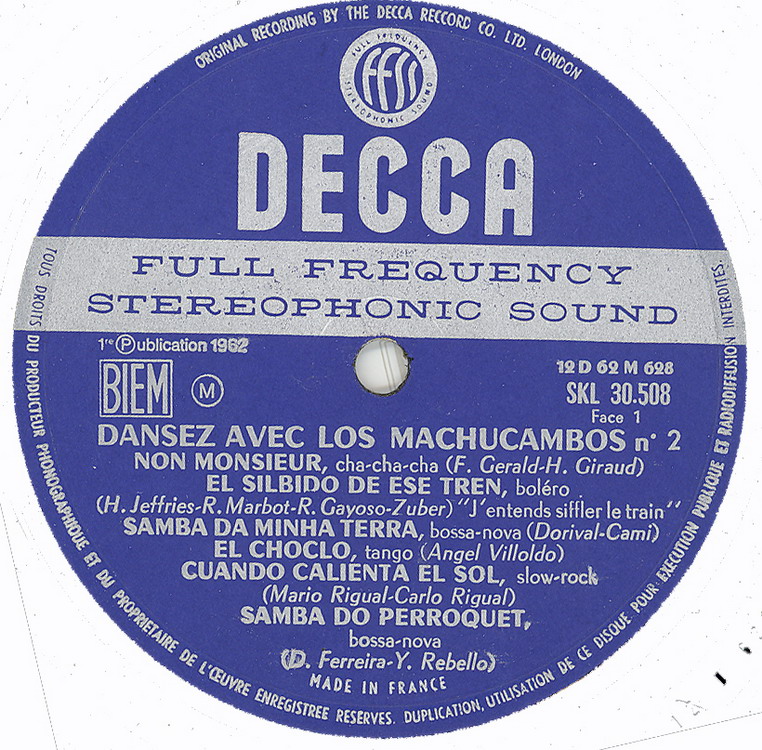 ORIGINAL RECORDING BY THE DECCA RECCORD CO. LTD. LONDON
FULL FREQUENCY
FFSS
STEREOPHONIC SOUND
DECCA
FULL FREQUENCY
STEREOPHONIC SOUND
1re Publication 1962
BIEM
M
12 D 62 M 628
SKL 30.508
Face 1
DANSEZ AVEC LOS MACHUCAMBOS n° 2
NON MONSIEUR, cha-cha-cha (F. Gerald-H. Giraud)
EL SILBIDO DE ESE TREN, boléro
(H. Jeffries-R. Marbot-R. Gayoso-Zuber) "J'entends siffler le train"
SAMBA DA MINHA TERRA, bossa-nova (Dorival-Cami)
EL CHOCLO, tango (Angel Villoldo)
CUANDO CALIENTA EL SOL, slow-rock
(Mario Rigual-Carlo Rigual)
SAMBA DO PERROQUET,
bossa-nova
(D. Ferreira-Y. Rebello)
MADE IN FRANCE
TOUS DROITS DU PRODUCTEUR PHONOGRAPHIQUE ET DU PROPRIETAIRE DE L'ŒUVRE ENREGISTREE RESERVES. DUPLICATION, UTILISATION DE CE DISQUE POUR EXECUTION PUBLIQUE ET RADIODIFFUSION INTERDITES.